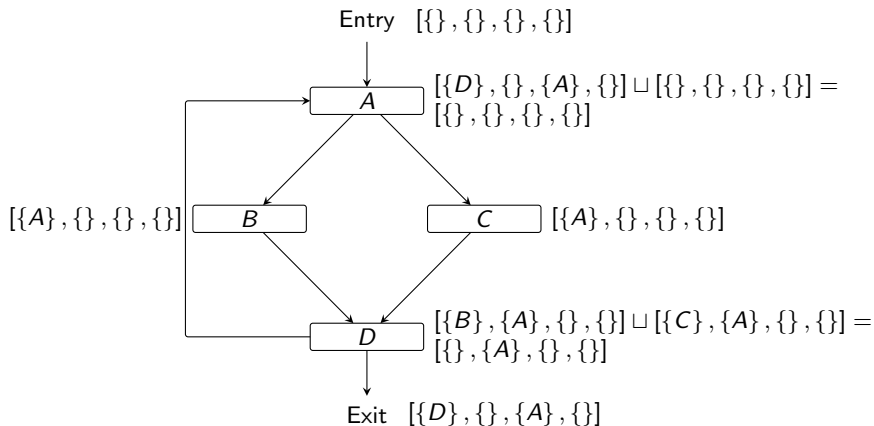 Entry [{} , {} , {} , {}]
A
[{D} , {} , {A} , {}] ⊔ [{} , {} , {} , {}] =
[{} , {} , {} , {}]
[{A} , {} , {} , {}]
B
C
[{A} , {} , {} , {}]
D
[{B} , {A} , {} , {}] ⊔ [{C} , {A} , {} , {}] =
[{} , {A} , {} , {}]
Exit [{D} , {} , {A} , {}]